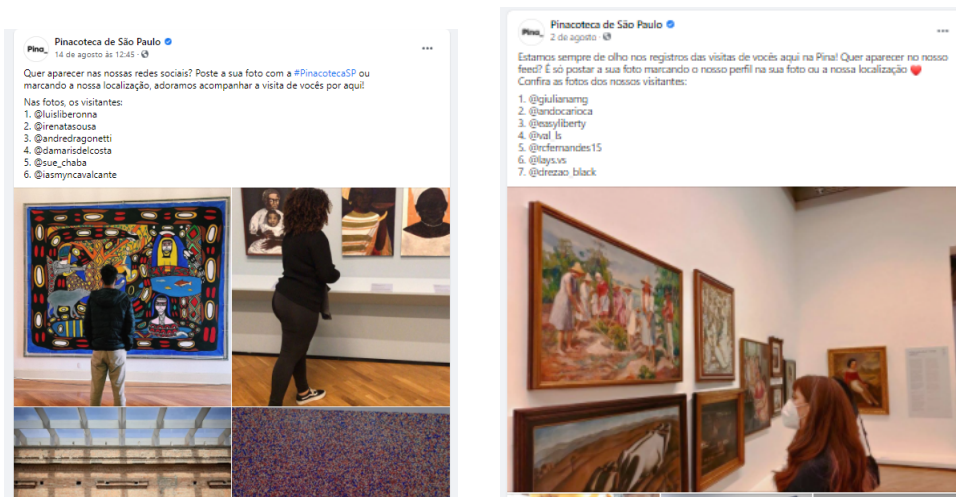 Pina_
Pinacoteca de São Paulo
14 de agosto às 12:45 ·
Quer aparecer nas nossas redes sociais? Poste a sua foto com a #PinacotecaSP ou
marcando a nossa localização, adoramos acompanhar a visita de vocês por aqui!
Nas fotos, os visitantes:
1. @luisliberonna
2. @irenatasousa
3. @andredragonetti
4. @damarisdelcosta
5. @sue_chaba
6. @iasmyncavalcante
Pina_
Pinacoteca de São Paulo
2 de agosto ·
Estamos sempre de olho nos registros das visitas de vocês aqui na Pina! Quer aparecer no nosso
feed? É só postar a sua foto marcando o nosso perfil na sua foto ou a nossa localização ❤️
Confira as fotos dos nossos visitantes:
1. @giulianamg
2. @andocarioca
3. @easyliberty
4. @val_ls
5. @rcfernandes15
6. @lays.vs
7. @drezao_black